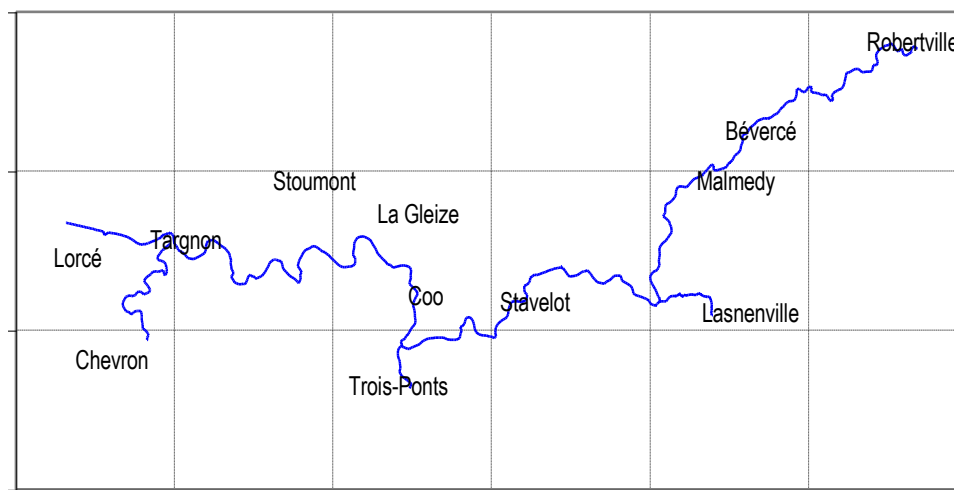 Robertville
Bévercé
Stoumont
Malmedy
La Gleize
Targnon
Lorcé
Coo
Stavelot
Lasnenville
Chevron
Trois-Ponts